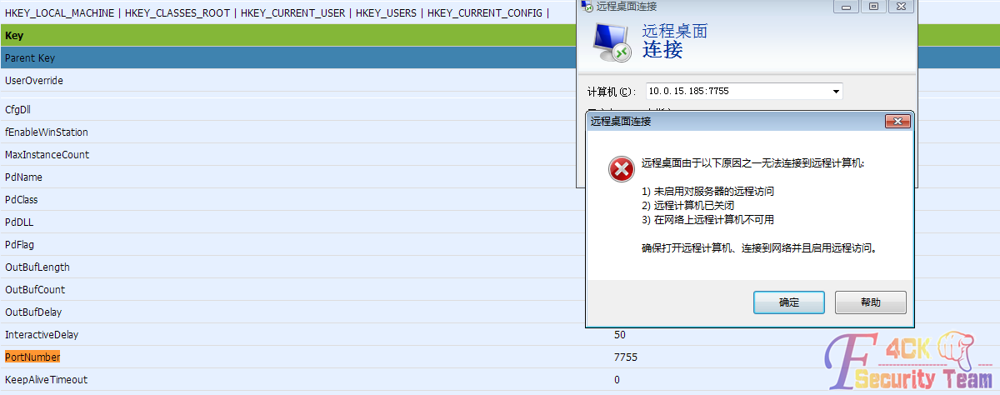 HKEY_LOCAL_MACHINE | HKEY_CLASSES_ROOT | HKEY_CURRENT_USER | HKEY_USERS | HKEY_CURRENT_CONFIG |
Key
Parent Key
UserOverride
CfgDll
fEnableWinStation
MaxInstanceCount
PdName
PdClass
PdDLL
PdFlag
OutBufLength
OutBufCount
OutBufDelay
InteractiveDelay 50
PortNumber 7755
KeepAliveTimeout 0
远程桌面连接
远程桌面
连接
计算机(C): 10.0.15.185:7755
远程桌面连接
远程桌面由于以下原因之一无法连接到远程计算机:
1) 未启用对服务器的远程访问
2) 远程计算机已关闭
3) 在网络上远程计算机不可用
确保打开远程计算机、连接到网络并且启用远程访问。
确定 帮助
F4CK
Security Team